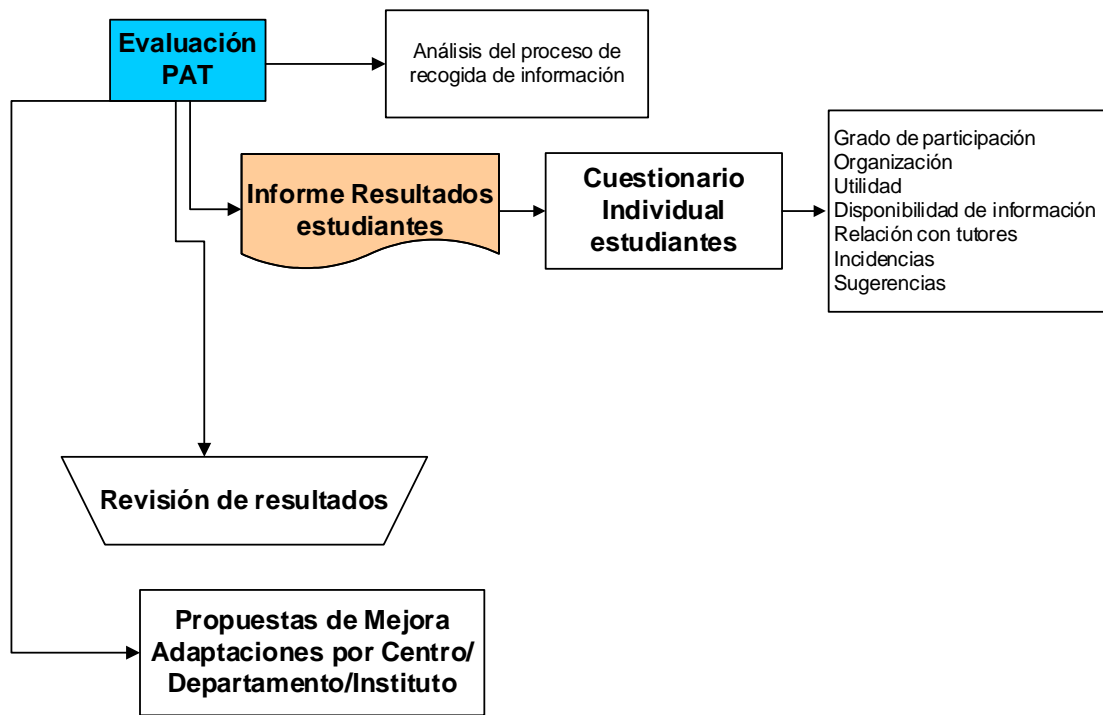 Evaluación
PAT
Análisis del proceso de
recogida de información
Informe Resultados
estudiantes
Cuestionario
Individual
estudiantes
Grado de participación
Organización
Utilidad
Disponibilidad de información
Relación con tutores
Incidencias
Sugerencias
Revisión de resultados
Propuestas de Mejora
Adaptaciones por Centro/
Departamento/Instituto